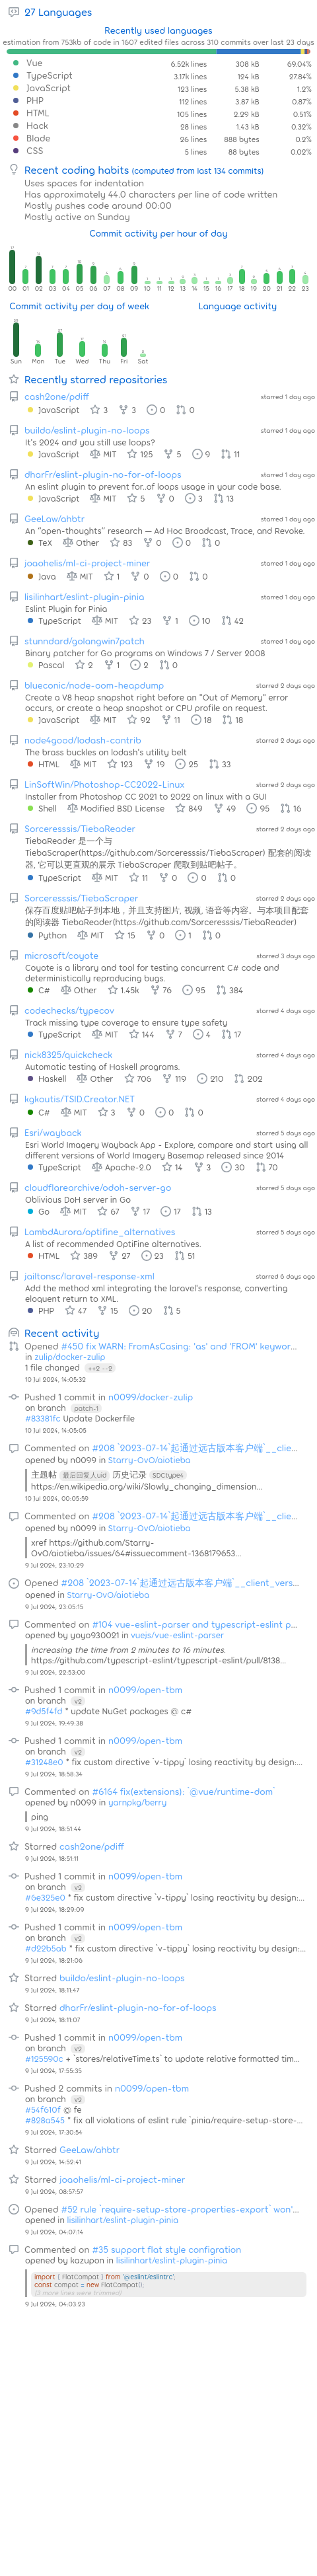 27 Languages
Recently used languages
estimation from 753kb of code in 1607 edited files across 310 commits over last 23 days
Vue 6.52k lines 308 kB 69.04%
TypeScript 3.17k lines 124 kB 27.84%
JavaScript 123 lines 5.38 kB 1.2%
PHP 112 lines 3.87 kB 0.87%
HTML 105 lines 2.29 kB 0.51%
Hack 28 lines 1.43 kB 0.32%
Blade 26 lines 888 bytes 0.2%
CSS 5 lines 88 bytes 0.02%
Recent coding habits (computed from last 134 commits)
Uses spaces for indentation
Has approximately 44.0 characters per line of code written
Mostly pushes code around 00:00
Mostly active on Sunday
Commit activity per hour of day
00 01 02 03 04 05 06 07 08 09 10 11 12 13 14 15 16 17 18 19 20 21 22 23
Commit activity per day of week
Language activity
Sun Mon Tue Wed Thu Fri Sat
Recently starred repositories
cash2one/pdiff starred 1 day ago
JavaScript 3 3 0 0
buildo/eslint-plugin-no-loops starred 1 day ago
It's 2024 and you still use loops?
JavaScript MIT 125 5 9 11
dharFr/eslint-plugin-no-for-of-loops starred 1 day ago
An eslint plugin to prevent for..of loops usage in your code base.
JavaScript MIT 5 0 3 13
GeeLaw/ahbtr starred 1 day ago
An "open-thoughts" research — Ad Hoc Broadcast, Trace, and Revoke.
TeX Other 83 0 0 0
joaohelis/ml-ci-project-miner starred 1 day ago
Java MIT 1 0 0 0
lisilinhart/eslint-plugin-pinia starred 1 day ago
Eslint Plugin for Pinia
TypeScript MIT 23 1 10 42
stunndard/golangwin7patch starred 1 day ago
Binary patcher for Go programs on Windows 7 / Server 2008
Pascal 2 1 2 0
blueconic/node-oom-heapdump starred 2 days ago
Create a V8 heap snapshot right before an "Out of Memory" error
occurs, or create a heap snapshot or CPU profile on request.
JavaScript MIT 92 11 18 18
node4good/lodash-contrib starred 2 days ago
The brass buckles on lodash's utility belt
HTML MIT 123 19 25 33
LinSoftWin/Photoshop-CC2022-Linux starred 2 days ago
Installer from Photoshop CC 2021 to 2022 on linux with a GUI
Shell Modified BSD License 849 49 95 16
Sorceresssis/TiebaReader starred 2 days ago
TiebaReader 是一个与
TiebaScraper(https://github.com/Sorceresssis/TiebaScraper) 配套的阅读
器, 它可以更直观的展示 TiebaScraper 爬取到贴吧帖子。
TypeScript MIT 11 0 0 0
Sorceresssis/TiebaScraper starred 2 days ago
保存百度贴吧帖子到本地，并且支持图片, 视频, 语音等内容。与本项目配套
的阅读器 TiebaReader(https://github.com/Sorceresssis/TiebaReader)
Python MIT 15 0 1 0
microsoft/coyote starred 3 days ago
Coyote is a library and tool for testing concurrent C# code and
deterministically reproducing bugs.
C# Other 1.45k 76 95 384
codechecks/typecov starred 4 days ago
Track missing type coverage to ensure type safety
TypeScript MIT 144 7 4 17
nick8325/quickcheck starred 4 days ago
Automatic testing of Haskell programs.
Haskell Other 706 119 210 202
kgkoutis/TSID.Creator.NET starred 4 days ago
C# MIT 3 0 0 0
Esri/wayback starred 5 days ago
Esri World Imagery Wayback App - Explore, compare and start using all
different versions of World Imagery Basemap released since 2014
TypeScript Apache-2.0 14 3 30 70
cloudflarearchive/odoh-server-go starred 5 days ago
Oblivious DoH server in Go
Go MIT 67 17 17 13
LambdAurora/optifine_alternatives starred 5 days ago
A list of recommended OptiFine alternatives.
HTML 389 27 23 51
jailtonsc/laravel-response-xml starred 6 days ago
Add the method xml integrating the laravel's response, converting
eloquent return to XML.
PHP 47 15 20 5
Recent activity
Opened #450 fix WARN: FromAsCasing: 'as' and 'FROM' keywor...
in zulip/docker-zulip
1 file changed ++2 --2
10 Jul 2024, 14:05:32
Pushed 1 commit in n0099/docker-zulip
on branch patch-1
#83381fc Update Dockerfile
10 Jul 2024, 14:05:05
Commented on #208 `2023-07-14`起通过远古版本客户端`__clie...
opened by n0099 in Starry-OvO/aiotieba
主题帖 最后回复人uid 历史记录 SDCtype4
https://en.wikipedia.org/wiki/Slowly_changing_dimension...
10 Jul 2024, 00:05:59
Commented on #208 `2023-07-14`起通过远古版本客户端`__clie...
opened by n0099 in Starry-OvO/aiotieba
xref https://github.com/Starry-
OvO/aiotieba/issues/64#issuecomment-1368179653...
9 Jul 2024, 23:10:29
Opened #208 `2023-07-14`起通过远古版本客户端`__client_vers...
opened in Starry-OvO/aiotieba
9 Jul 2024, 23:05:15
Commented on #104 vue-eslint-parser and typescript-eslint p...
opened by yoyo930021 in vuejs/vue-eslint-parser
increasing the time from 2 minutes to 16 minutes.
https://github.com/typescript-eslint/typescript-eslint/pull/8138...
9 Jul 2024, 22:53:00
Pushed 1 commit in n0099/open-tbm
on branch v2
#9d5f4fd * update NuGet packages @ c#
9 Jul 2024, 19:49:38
Pushed 1 commit in n0099/open-tbm
on branch v2
#31248e0 * fix custom directive `v-tippy` losing reactivity by design:...
9 Jul 2024, 18:58:34
Commented on #6164 fix(extensions): `@vue/runtime-dom`
opened by n0099 in yarnpkg/berry
ping
9 Jul 2024, 18:51:44
Starred cash2one/pdiff
9 Jul 2024, 18:51:11
Pushed 1 commit in n0099/open-tbm
on branch v2
#6e325e0 * fix custom directive `v-tippy` losing reactivity by design:...
9 Jul 2024, 18:29:09
Pushed 1 commit in n0099/open-tbm
on branch v2
#d22b5ab * fix custom directive `v-tippy` losing reactivity by design:...
9 Jul 2024, 18:21:06
Starred buildo/eslint-plugin-no-loops
9 Jul 2024, 18:11:47
Starred dharFr/eslint-plugin-no-for-of-loops
9 Jul 2024, 18:11:07
Pushed 1 commit in n0099/open-tbm
on branch v2
#125590c + `stores/relativeTime.ts` to update relative formatted tim...
9 Jul 2024, 17:55:35
Pushed 2 commits in n0099/open-tbm
on branch v2
#54f610f @ fe
#828a545 * fix all violations of eslint rule `pinia/require-setup-store-...
9 Jul 2024, 17:30:54
Starred GeeLaw/ahbtr
9 Jul 2024, 14:52:41
Starred joaohelis/ml-ci-project-miner
9 Jul 2024, 08:57:57
Opened #52 rule `require-setup-store-properties-export` won'...
opened in lisilinhart/eslint-plugin-pinia
9 Jul 2024, 04:07:14
Commented on #35 support flat style configration
opened by kazupon in lisilinhart/eslint-plugin-pinia
import { FlatCompat } from '@eslint/eslintrc';
const compat = new FlatCompat();
(3 more lines were trimmed)
9 Jul 2024, 04:03:23